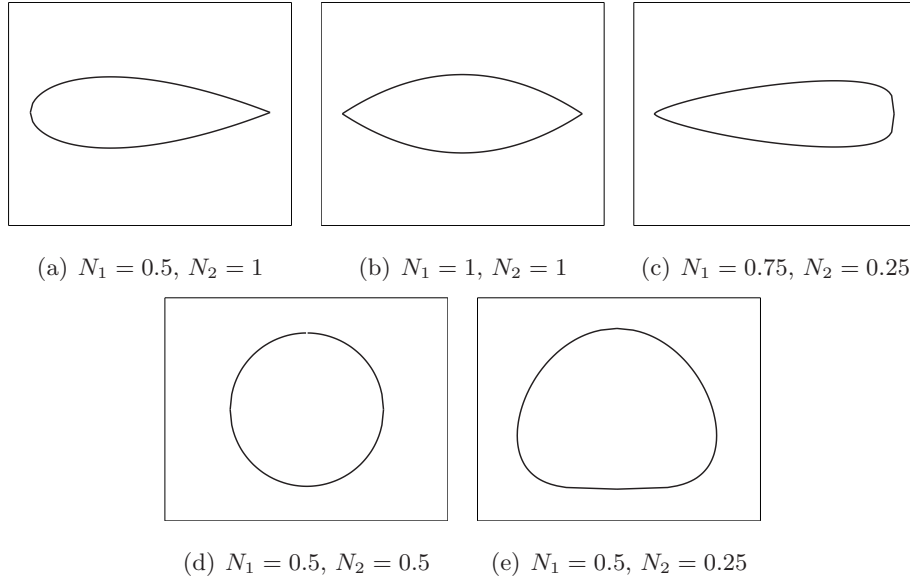 (a) N₁ = 0.5, N₂ = 1
(b) N₁ = 1, N₂ = 1
(c) N₁ = 0.75, N₂ = 0.25
(d) N₁ = 0.5, N₂ = 0.5
(e) N₁ = 0.5, N₂ = 0.25